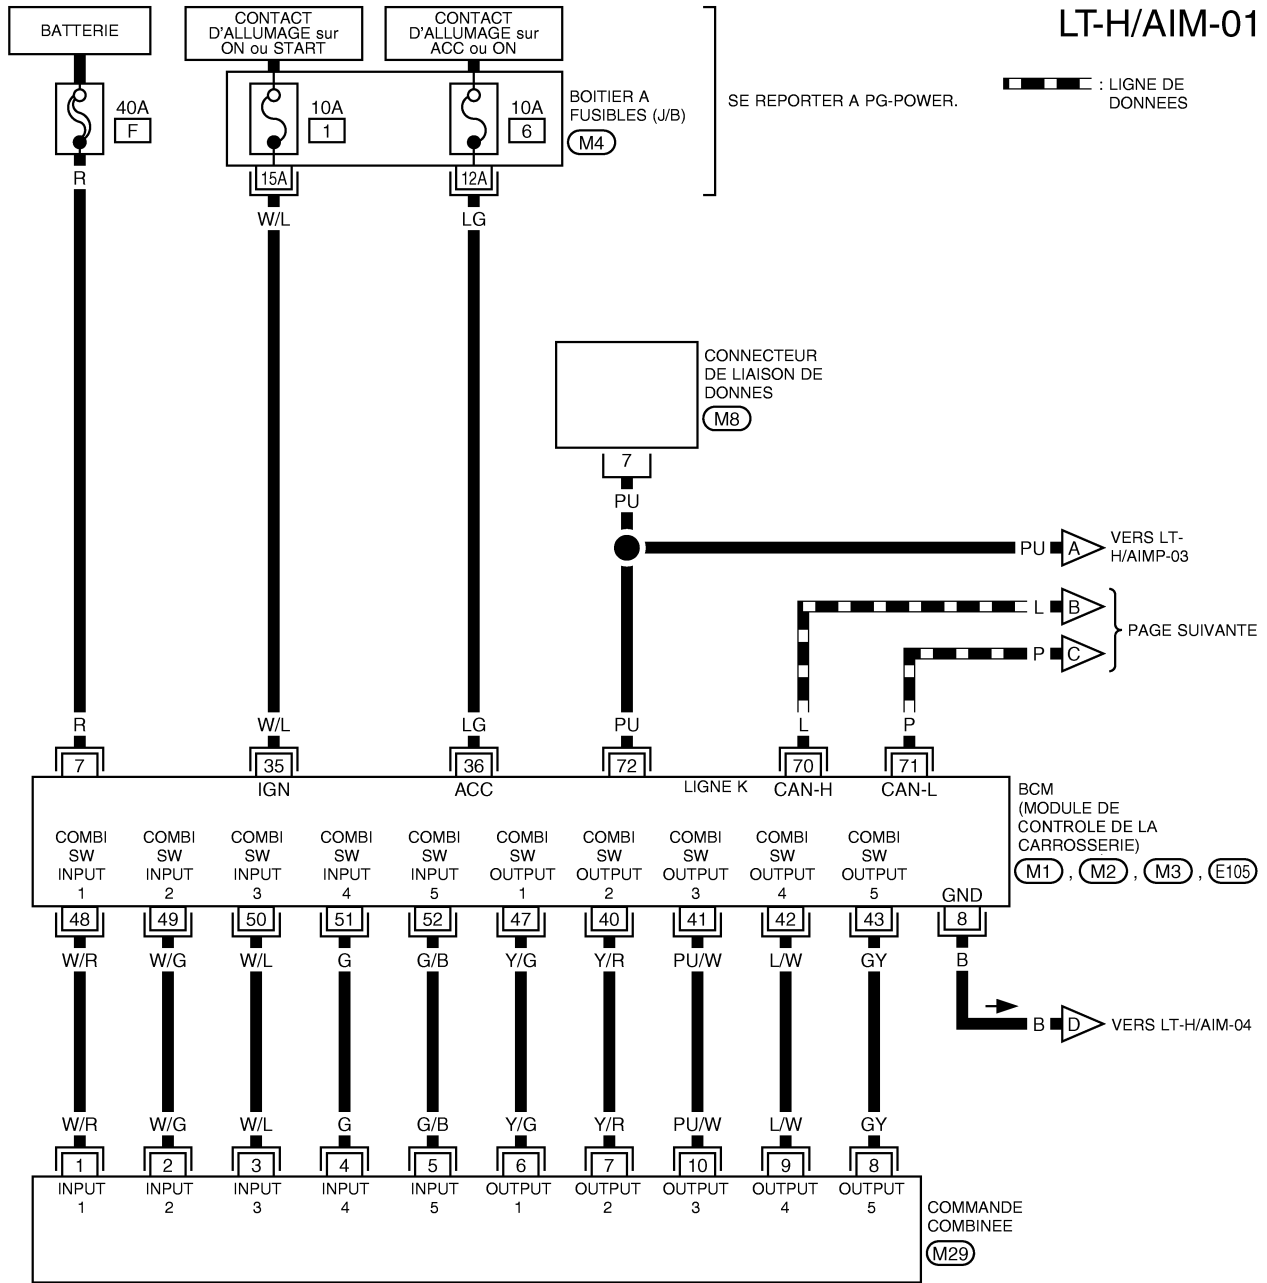 LT-H/AIM-01
BATTERIE
CONTACT
D'ALLUMAGE sur
ON ou START
CONTACT
D'ALLUMAGE sur
ACC ou ON
: LIGNE DE
DONNEES
40A
F
10A
1
10A
6
BOITIER A
FUSIBLES (J/B)
M4
SE REPORTER A PG-POWER.
15A
12A
R
W/L
LG
CONNECTEUR
DE LIAISON DE
DONNES
M8
7
PU
PU
A
VERS LT-
H/AIMP-03
L
B
P
C
PAGE SUIVANTE
R
W/L
LG
PU
L
P
7
35
36
72
70
71
IGN
ACC
LIGNE K
CAN-H
CAN-L
BCM
(MODULE DE
CONTROLE DE LA
CARROSSERIE)
M1 , M2 , M3 , E105
COMBI
SW
INPUT
1
COMBI
SW
INPUT
2
COMBI
SW
INPUT
3
COMBI
SW
INPUT
4
COMBI
SW
INPUT
5
COMBI
SW
OUTPUT
1
COMBI
SW
OUTPUT
2
COMBI
SW
OUTPUT
3
COMBI
SW
OUTPUT
4
COMBI
SW
OUTPUT
5
GND
48
49
50
51
52
47
40
41
42
43
8
W/R
W/G
W/L
G
G/B
Y/G
Y/R
PU/W
L/W
GY
B
B
D
VERS LT-H/AIM-04
W/R
W/G
W/L
G
G/B
Y/G
Y/R
PU/W
L/W
GY
1
2
3
4
5
6
7
10
9
8
INPUT
1
INPUT
2
INPUT
3
INPUT
4
INPUT
5
OUTPUT
1
OUTPUT
2
OUTPUT
3
OUTPUT
4
OUTPUT
5
COMMANDE
COMBINEE
M29